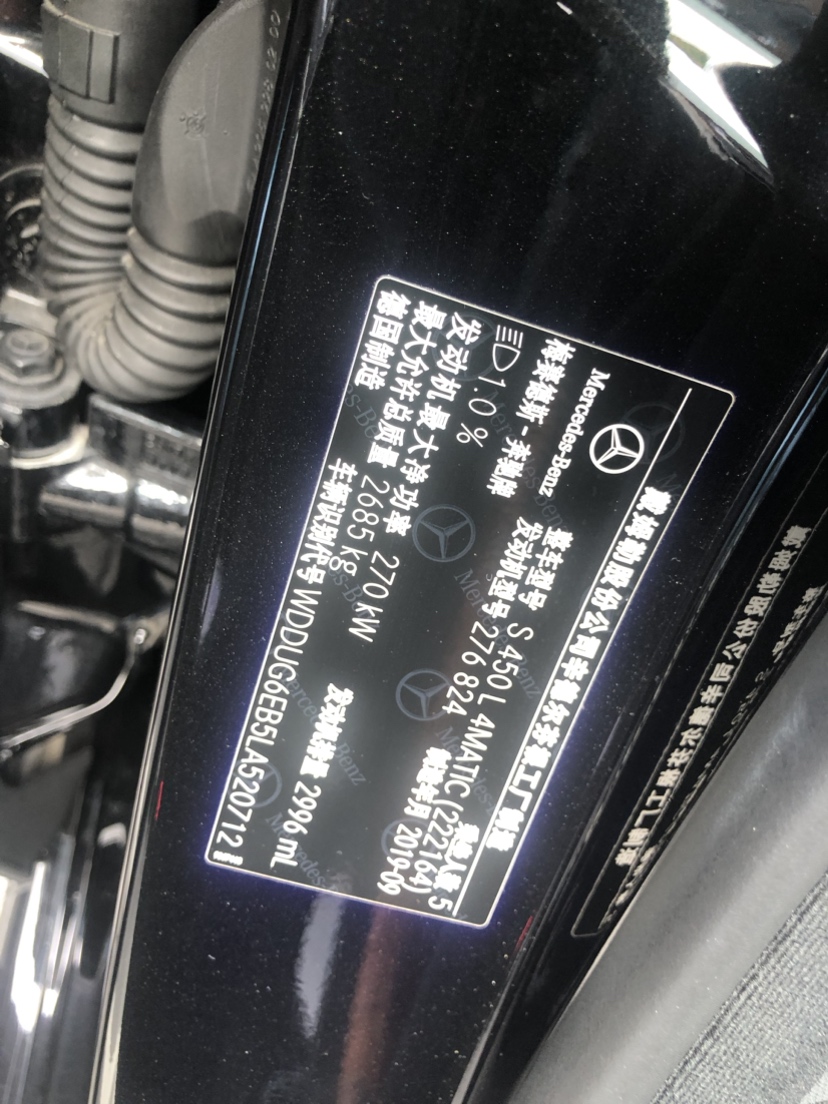 戴姆勒股份公司辛德尔芬根工厂制造
Mercedes-Benz
梅赛德斯-奔驰牌 整车型号 S 450 L 4MATIC (222164)
1.0 % 发动机型号 276 824 乘坐人数 5
发动机最大净功率 270 kW 制造年月 2019-09
最大允许总质量 2685 kg 发动机排量 2996 mL
德国制造 车辆识别代号 WDDUG6EB5LA520712